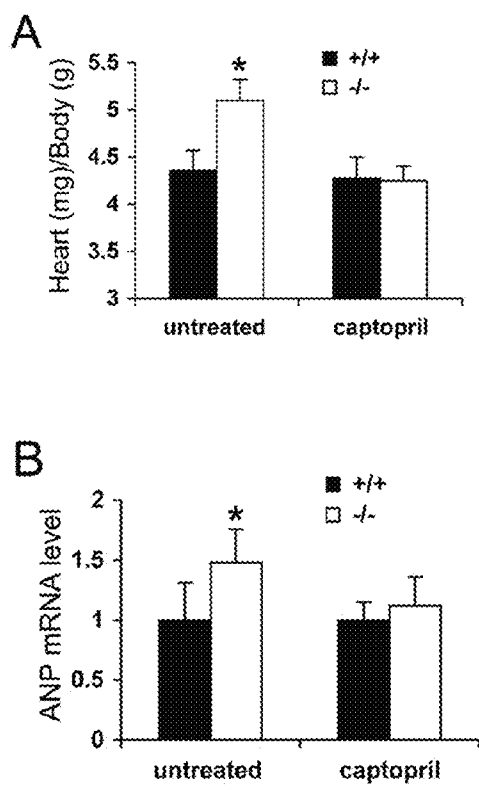 A
Heart (mg)/Body (g)
5.5
5
4.5
4
3.5
3
*
+/+
-/-
untreated
captopril
B
ANP mRNA level
2
1.5
1
0.5
0
*
+/+
-/-
untreated
captopril